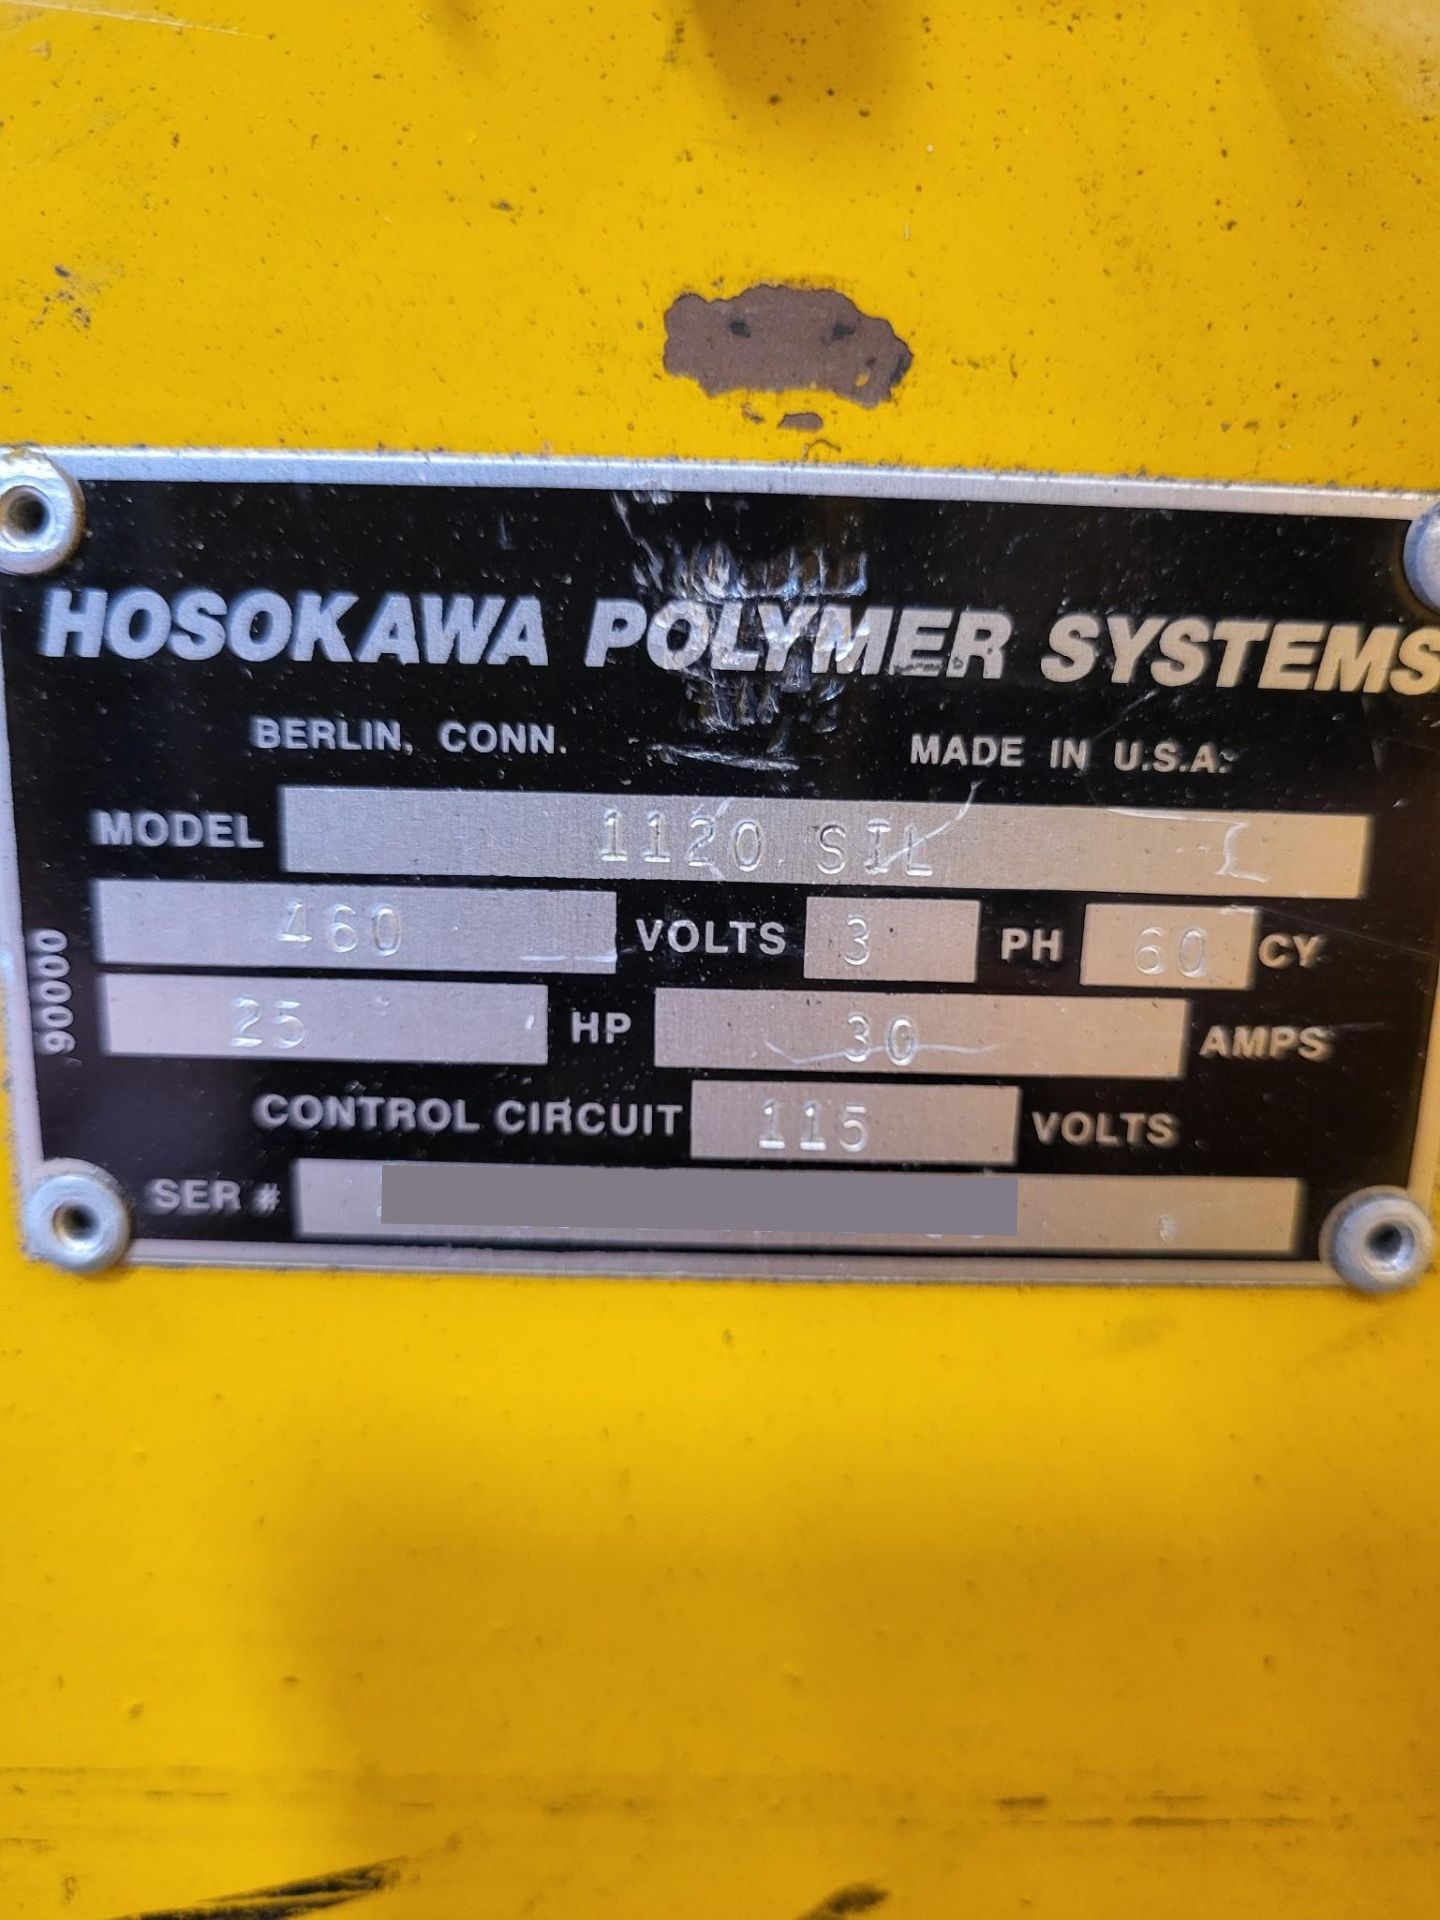 HOSOKAWA POLYMER SYSTEMS
BERLIN, CONN. MADE IN U.S.A.
MODEL 1120 SIL
460 VOLTS 3 PH 60 CY
25 HP 30 AMPS
CONTROL CIRCUIT 115 VOLTS
SER #
90000